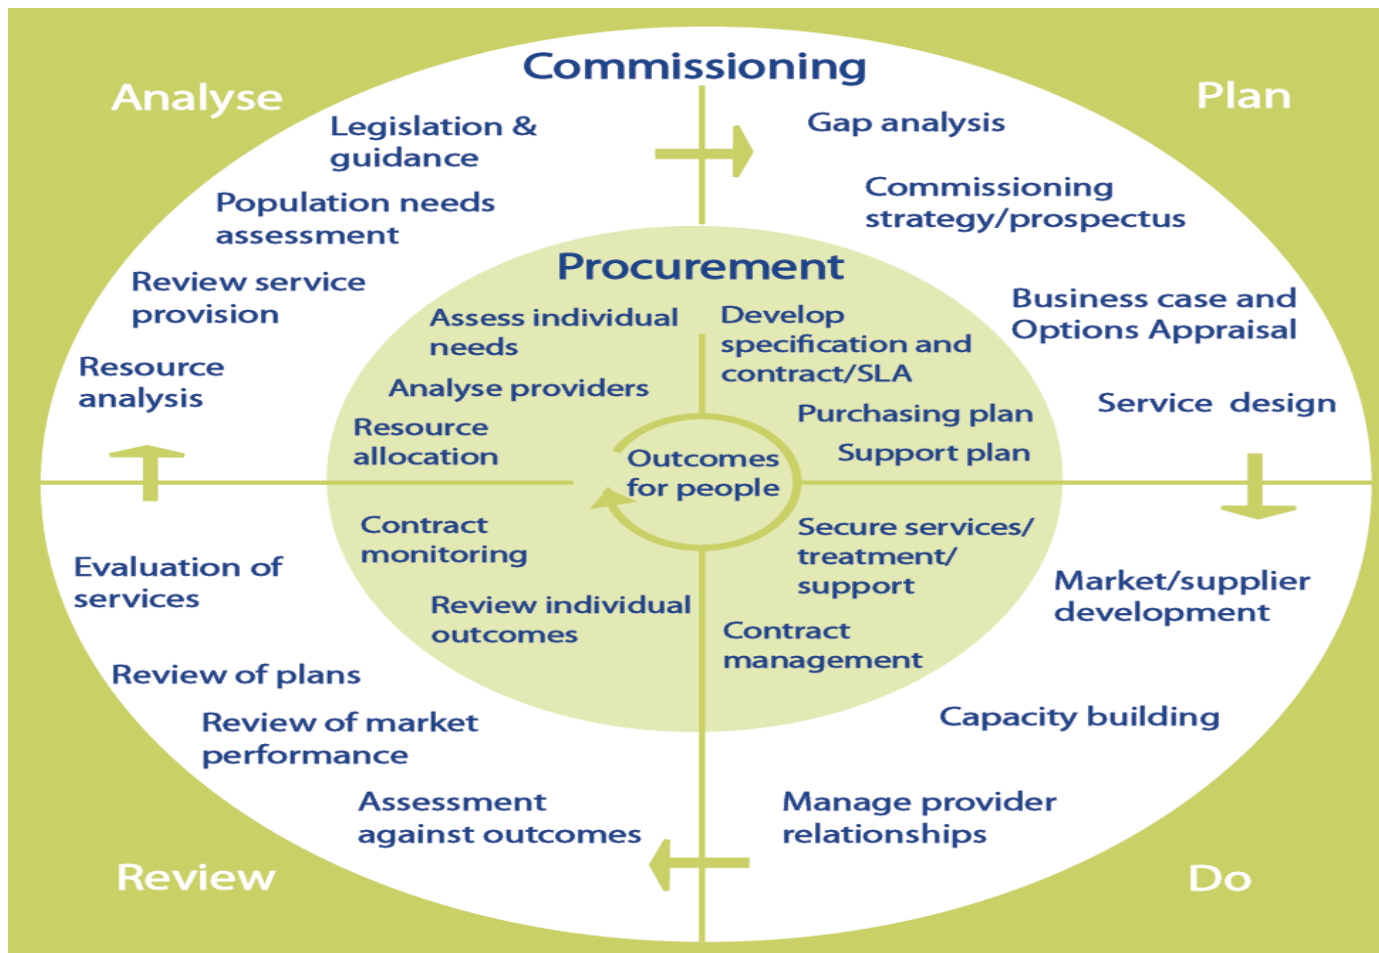 Commissioning
Analyse
Plan
Legislation &
guidance
Gap analysis
Population needs
assessment
Commissioning
strategy/prospectus
Review service
provision
Business case and
Options Appraisal
Resource
analysis
Service design
Procurement
Assess individual
needs
Develop
specification and
contract/SLA
Analyse providers
Purchasing plan
Resource
allocation
Support plan
Outcomes
for people
Contract
monitoring
Secure services/
treatment/
support
Review individual
outcomes
Contract
management
Evaluation of
services
Market/supplier
development
Review of plans
Capacity building
Review of market
performance
Assessment
against outcomes
Manage provider
relationships
Review
Do